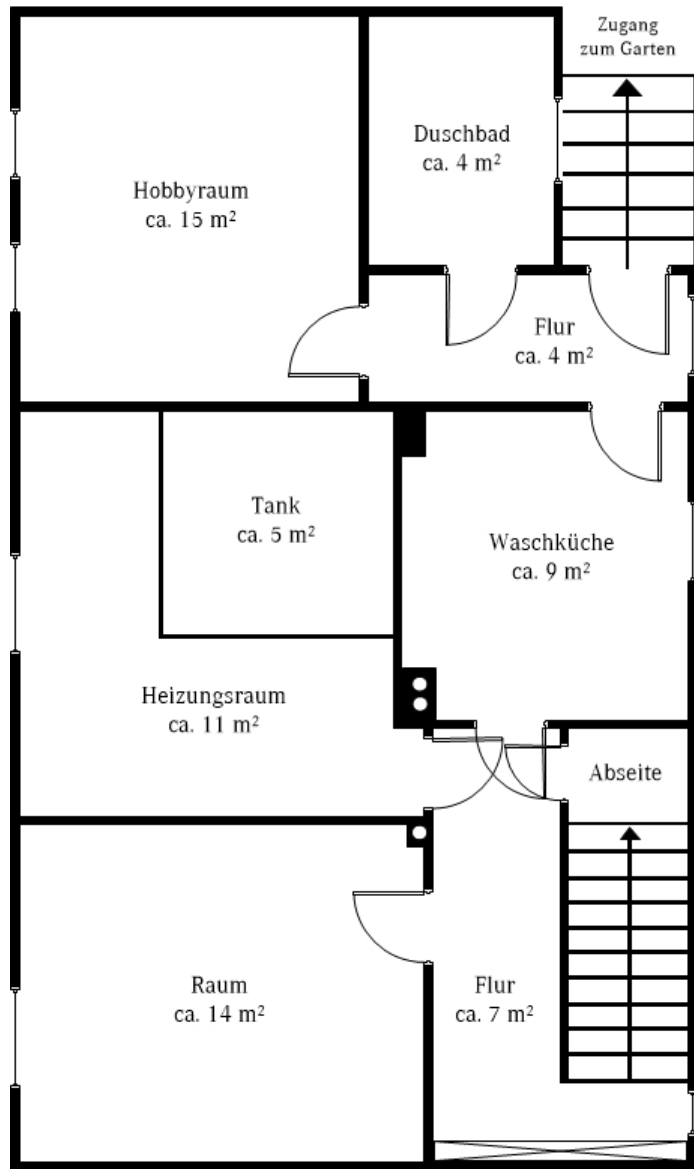 Zugang
zum Garten
Duschbad
ca. 4 m²
Hobbyraum
ca. 15 m²
Flur
ca. 4 m²
Tank
ca. 5 m²
Waschküche
ca. 9 m²
Heizungsraum
ca. 11 m²
Abseite
Raum
ca. 14 m²
Flur
ca. 7 m²